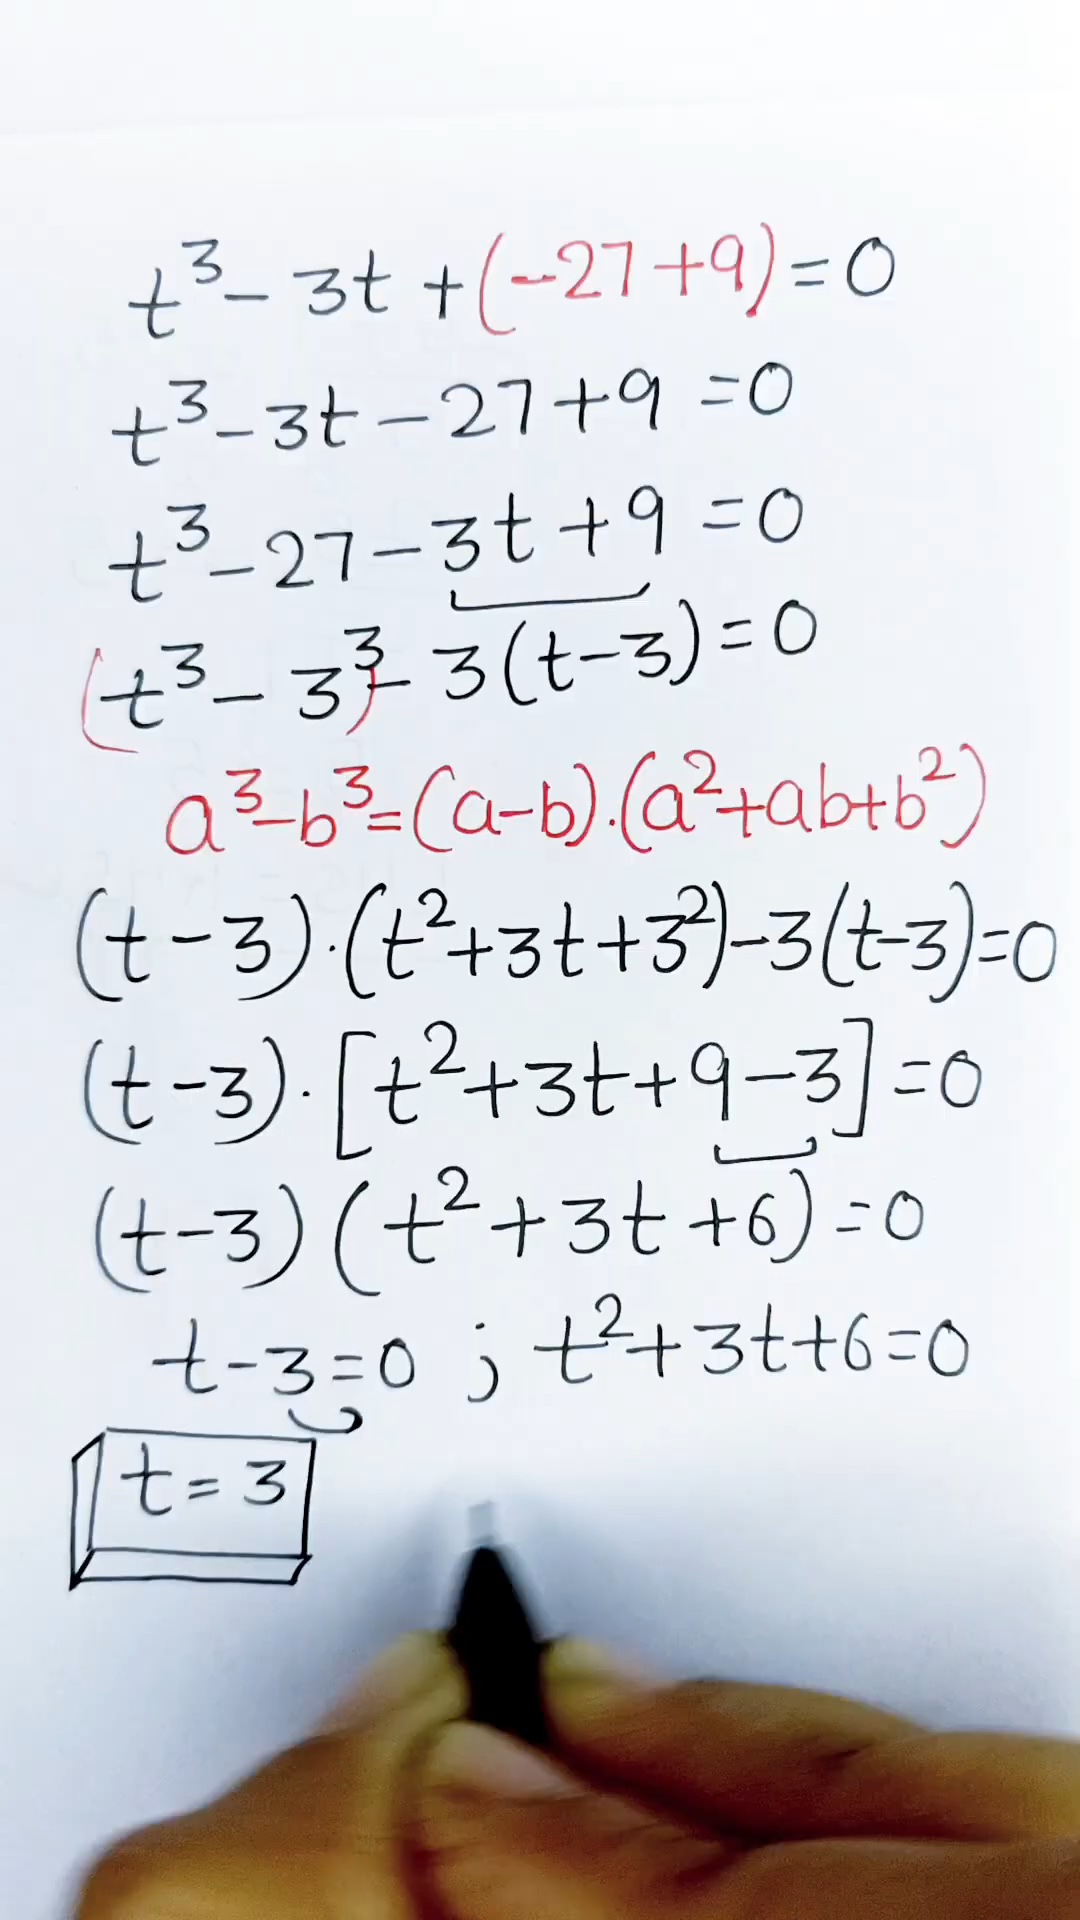 t³ - 3t + (-27 + 9) = 0
t³ - 3t - 27 + 9 = 0
t³ - 27 - 3t + 9 = 0
(t³ - 3³) - 3(t - 3) = 0
a³ - b³ = (a - b).(a² + ab + b²)
(t - 3).(t² + 3t + 3²) - 3(t - 3) = 0
(t - 3).[t² + 3t + 9 - 3] = 0
(t - 3)(t² + 3t + 6) = 0
t - 3 = 0 ; t² + 3t + 6 = 0
t = 3